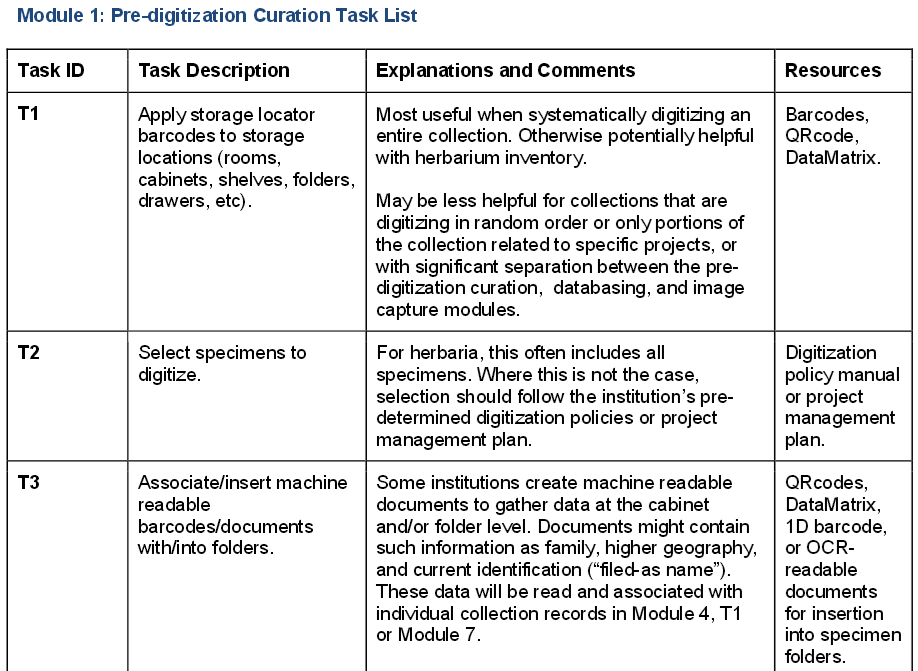 Module 1: Pre-digitization Curation Task List
Task ID
Task Description
Explanations and Comments
Resources
T1
Apply storage locator
barcodes to storage
locations (rooms,
cabinets, shelves, folders,
drawers, etc).
Most useful when systematically digitizing an
entire collection. Otherwise potentially helpful
with herbarium inventory.
May be less helpful for collections that are
digitizing in random order or only portions of
the collection related to specific projects, or
with significant separation between the pre-
digitization curation, databasing, and image
capture modules.
Barcodes,
QRcode,
DataMatrix.
T2
Select specimens to
digitize.
For herbaria, this often includes all
specimens. Where this is not the case,
selection should follow the institution's pre-
determined digitization policies or project
management plan.
Digitization
policy manual
or project
management
plan.
T3
Associate/insert machine
readable
barcodes/documents
with/into folders.
Some institutions create machine readable
documents to gather data at the cabinet
and/or folder level. Documents might contain
such information as family, higher geography,
and current identification (“filed-as name”).
These data will be read and associated with
individual collection records in Module 4, T1
or Module 7.
QRcodes,
DataMatrix,
1D barcode,
or OCR-
readable
documents
for insertion
into specimen
folders.